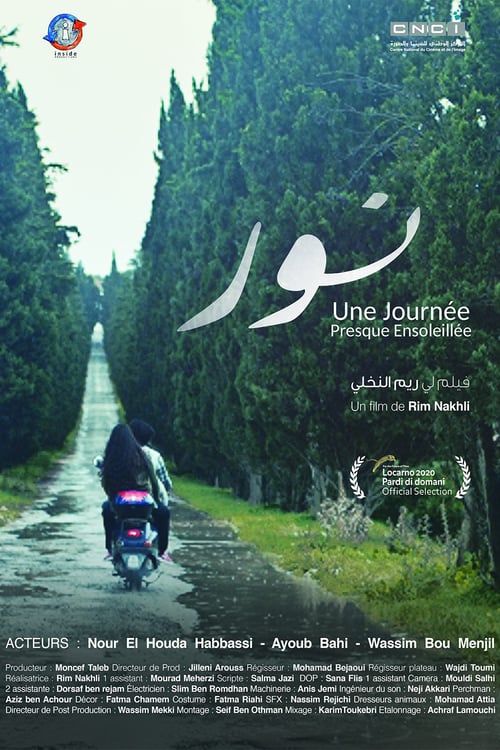 inside
CNCI
المركز الوطني للسينما والصورة
Centre National du Cinéma et de l'Image
نور
Une Journée
Presque Ensoleillée
فيلم لي ريم النخلي
Un film de Rim Nakhli
Locarno 2020
Pardi di domani
Official Selection
ACTEURS : Nour El Houda Habbassi - Ayoub Bahi - Wassim Bou Menjil
Producteur : Moncef Taleb Directeur de Prod : Jilleni Arouss Régisseur : Mohamad Bejaoui Régisseur plateau : Wajdi Toumi
Réalisatrice : Rim Nakhli 1 assistant : Mourad Meherzi Scripte : Salma Jazi DOP : Sana Flis 1 assistant Camera : Mouldi Salhi
2 assistante : Dorsaf ben rejam Électricien : Slim Ben Romdhan Machinerie : Anis Jemi Ingénieur du son : Neji Akkari Perchman :
Aziz ben Achour Décor : Fatma Chamem Costume : Fatma Riahi SFX : Nassim Rejichi Dresseurs animaux : Mohamad Attia
Directeur de Post Production : Wassim Mekki Montage : Seif Ben Othman Mixage : KarimToukebri Etalonnage : Achraf Lamouchi